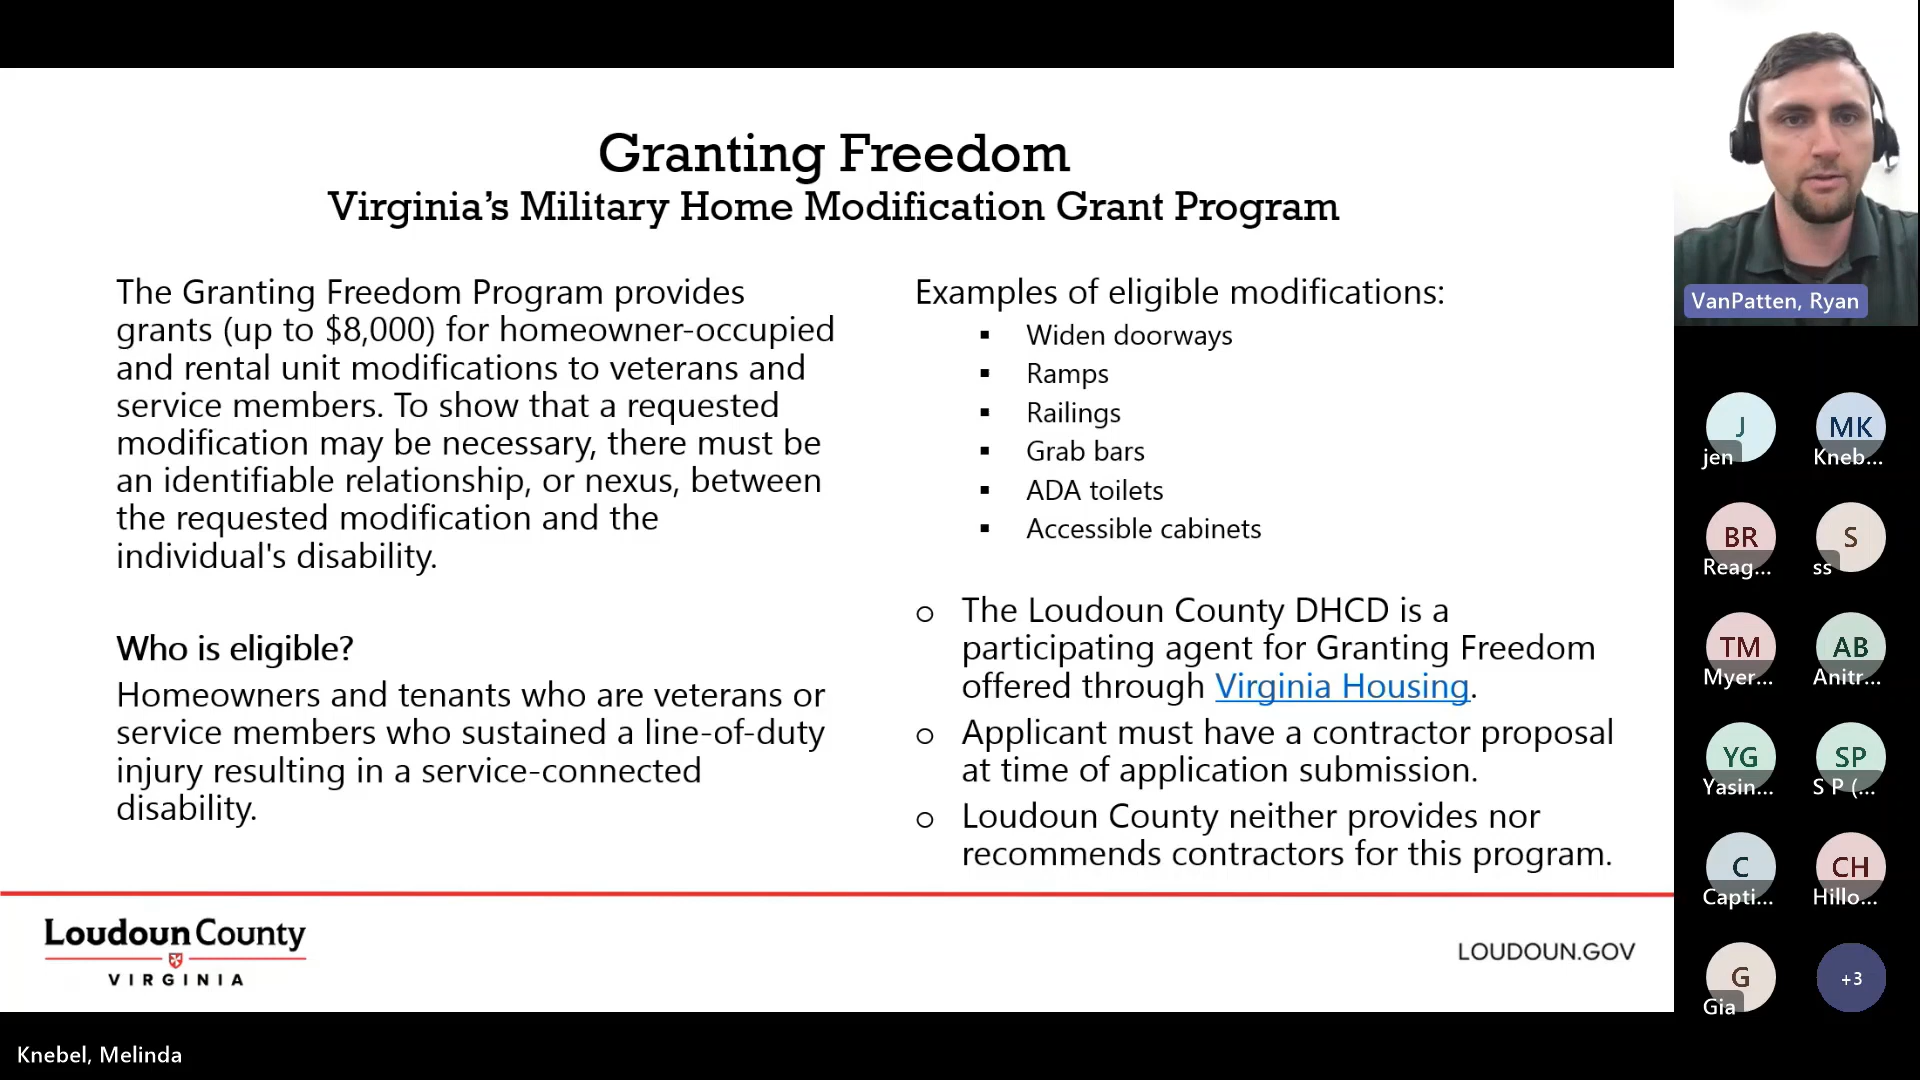 Granting Freedom
Virginia’s Military Home Modification Grant Program
The Granting Freedom Program provides
grants (up to $8,000) for homeowner-occupied
and rental unit modifications to veterans and
service members. To show that a requested
modification may be necessary, there must be
an identifiable relationship, or nexus, between
the requested modification and the
individual's disability.
Who is eligible?
Homeowners and tenants who are veterans or
service members who sustained a line-of-duty
injury resulting in a service-connected
disability.
Examples of eligible modifications:
▪ Widen doorways
▪ Ramps
▪ Railings
▪ Grab bars
▪ ADA toilets
▪ Accessible cabinets
o The Loudoun County DHCD is a
participating agent for Granting Freedom
offered through Virginia Housing.
o Applicant must have a contractor proposal
at time of application submission.
o Loudoun County neither provides nor
recommends contractors for this program.
Loudoun County
VIRGINIA
LOUDOUN.GOV
Knebel, Melinda
VanPatten, Ryan
J
jen
MK
Kneb...
BR
Reag...
S
ss
TM
Myer...
AB
Anitr...
YG
Yasin...
SP
S P (...
C
Capti...
CH
Hillo...
G
Gia
+3